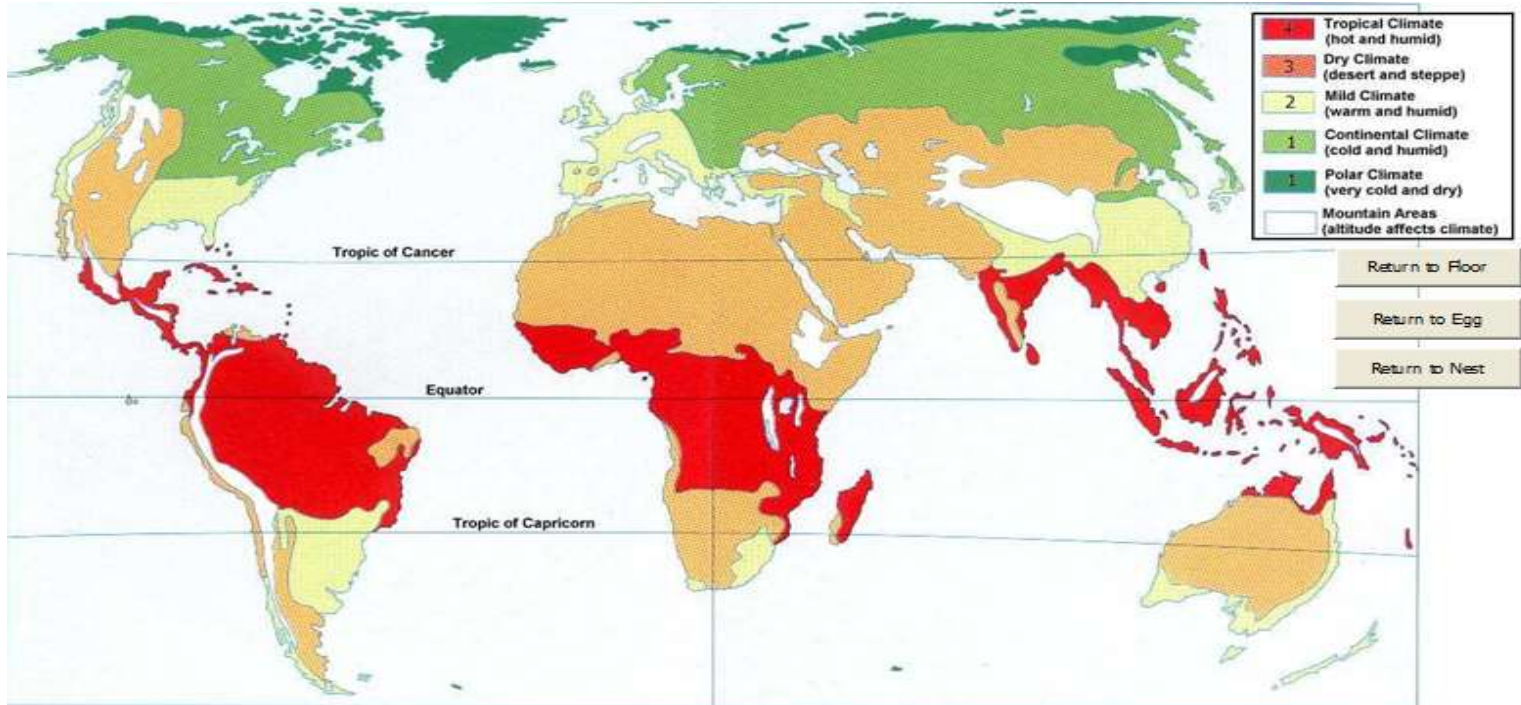 4
Tropical Climate
(hot and humid)
3
Dry Climate
(desert and steppe)
2
Mild Climate
(warm and humid)
1
Continental Climate
(cold and humid)
1
Polar Climate
(very cold and dry)
Mountain Areas
(altitude affects climate)
Tropic of Cancer
Return to Floor
Return to Egg
Return to Nest
Equator
Tropic of Capricorn